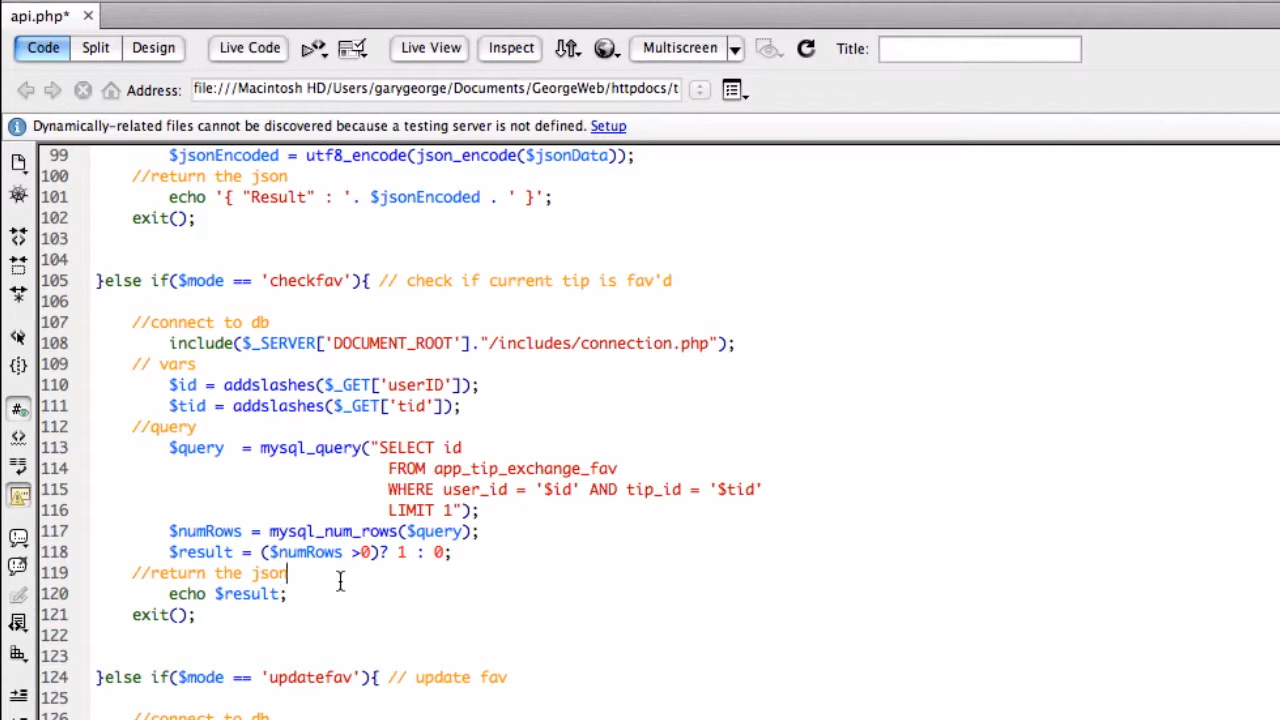 api.php*
Code Split Design Live Code Live View Inspect Multiscreen Title:
Address: file:///Macintosh HD/Users/garygeorge/Documents/GeorgeWeb/httpdocs/t
Dynamically-related files cannot be discovered because a testing server is not defined. Setup
99 $jsonEncoded = utf8_encode(json_encode($jsonData));
100 //return the json
101 echo '{ "Result" : '. $jsonEncoded . ' }';
102 exit();
103
104
105 }else if($mode == 'checkfav'){ // check if current tip is fav'd
106
107 //connect to db
108 include($_SERVER['DOCUMENT_ROOT']."/includes/connection.php");
109 // vars
110 $id = addslashes($_GET['userID']);
111 $tid = addslashes($_GET['tid']);
112 //query
113 $query = mysql_query("SELECT id
114 FROM app_tip_exchange_fav
115 WHERE user_id = '$id' AND tip_id = '$tid'
116 LIMIT 1");
117 $numRows = mysql_num_rows($query);
118 $result = ($numRows >0)? 1 : 0;
119 //return the json
120 echo $result;
121 exit();
122
123
124 }else if($mode == 'updatefav'){ // update fav
125
126 //connect to db